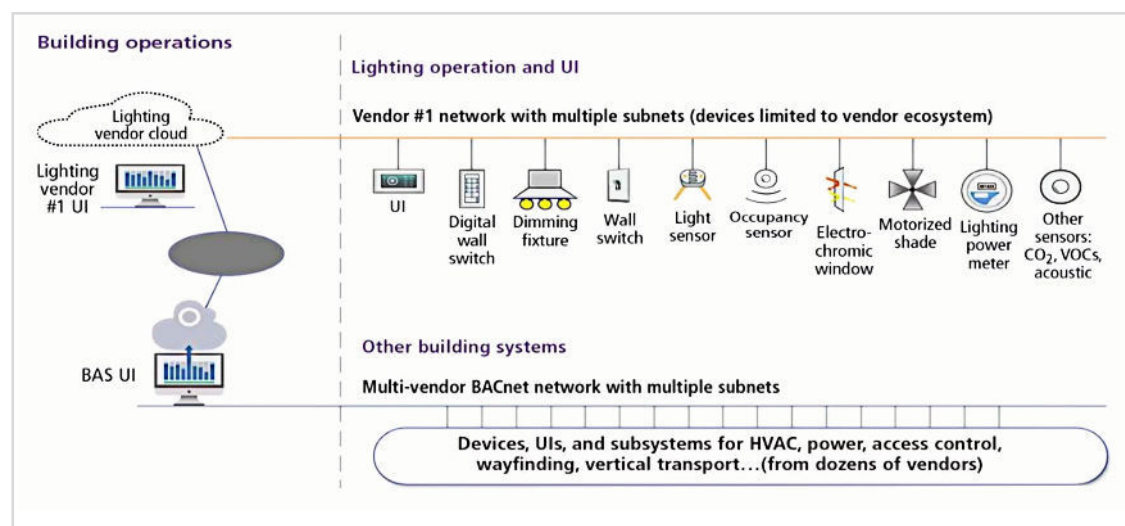 Building operations
Lighting
vendor cloud
Lighting
vendor
#1 UI
BAS UI
Lighting operation and UI
Vendor #1 network with multiple subnets (devices limited to vendor ecosystem)
UI
Digital
wall
switch
Dimming
fixture
Wall
switch
Light
sensor
Occupancy
sensor
Electro-
chromic
window
Motorized
shade
Lighting
power
meter
Other
sensors:
CO₂, VOCs,
acoustic
Other building systems
Multi-vendor BACnet network with multiple subnets
Devices, UIs, and subsystems for HVAC, power, access control,
wayfinding, vertical transport...(from dozens of vendors)